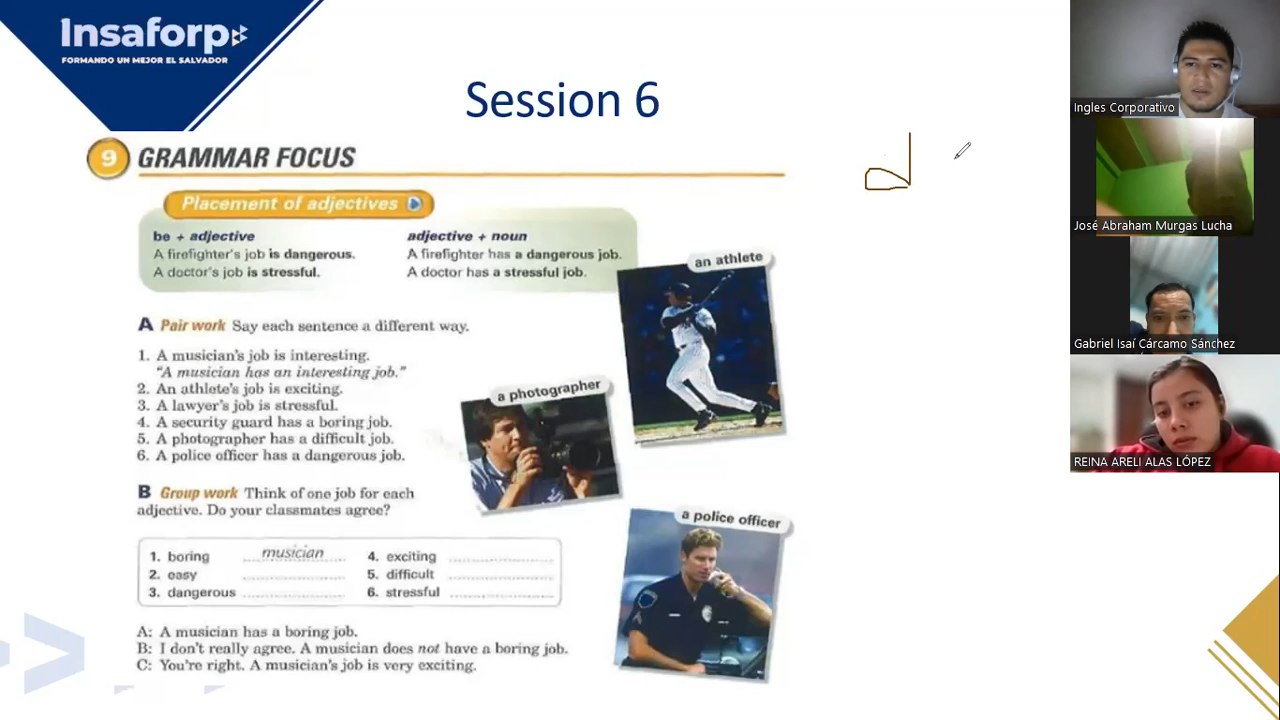 Insaforp
FORMANDO UN MEJOR EL SALVADOR
Session 6
9 GRAMMAR FOCUS
Placement of adjectives
be + adjective
A firefighter's job is dangerous.
A doctor's job is stressful.
adjective + noun
A firefighter has a dangerous job.
A doctor has a stressful job.
an athlete
A Pair work Say each sentence a different way.
1. A musician's job is interesting.
"A musician has an interesting job."
2. An athlete's job is exciting.
3. A lawyer's job is stressful.
4. A security guard has a boring job.
5. A photographer has a difficult job.
6. A police officer has a dangerous job.
a photographer
B Group work Think of one job for each
adjective. Do your classmates agree?
1. boring musician
2. easy
3. dangerous
4. exciting
5. difficult
6. stressful
a police officer
A: A musician has a boring job.
B: I don't really agree. A musician does not have a boring job.
C: You're right. A musician's job is very exciting.
d
Ingles Corporativo
José Abraham Murgas Lucha
Gabriel Isaí Cárcamo Sánchez
REINA ARELI ALAS LÓPEZ